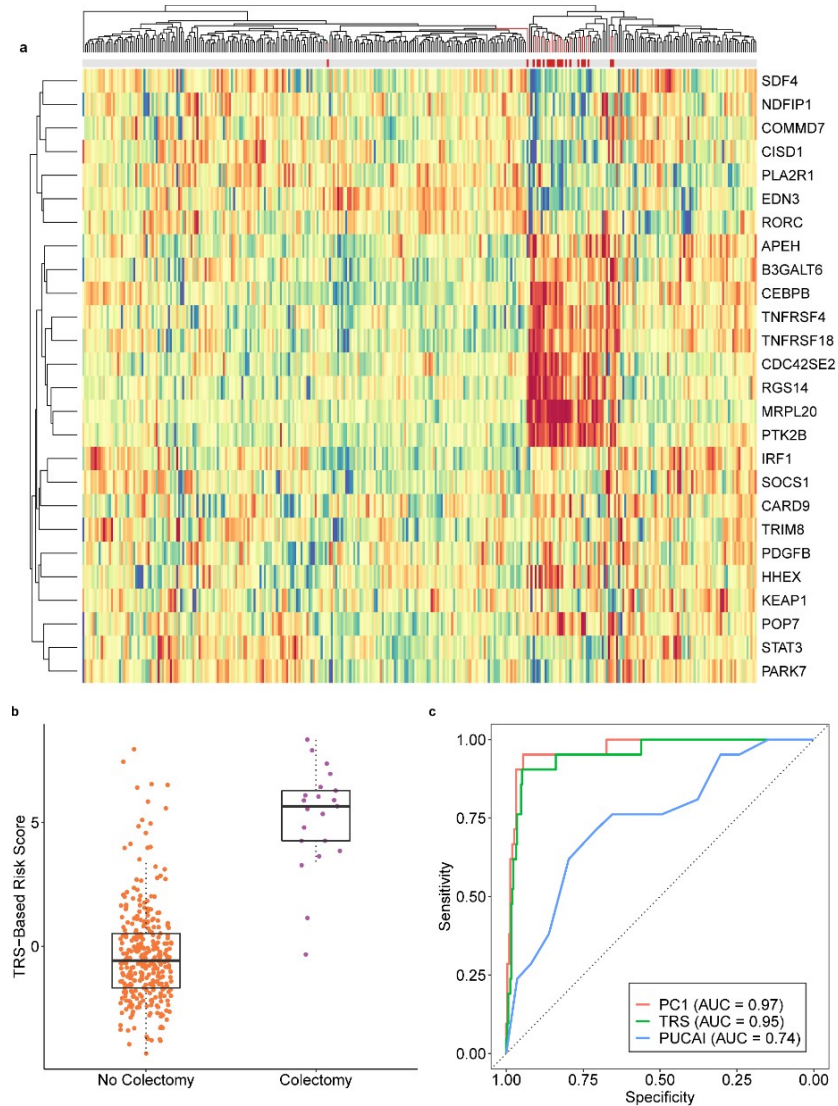 a
SDF4
NDFIP1
COMMD7
CISD1
PLA2R1
EDN3
RORC
APEH
B3GALT6
CEBPB
TNFRSF4
TNFRSF18
CDC42SE2
RGS14
MRPL20
PTK2B
IRF1
SOCS1
CARD9
TRIM8
PDGFB
HHEX
KEAP1
POP7
STAT3
PARK7
b
TRS−Based Risk Score
5
0
No Colectomy
Colectomy
c
Sensitivity
1.00
0.75
0.50
0.25
0.00
PC1 (AUC = 0.97)
TRS (AUC = 0.95)
PUCAI (AUC = 0.74)
1.00
0.75
0.50
0.25
0.00
Specificity